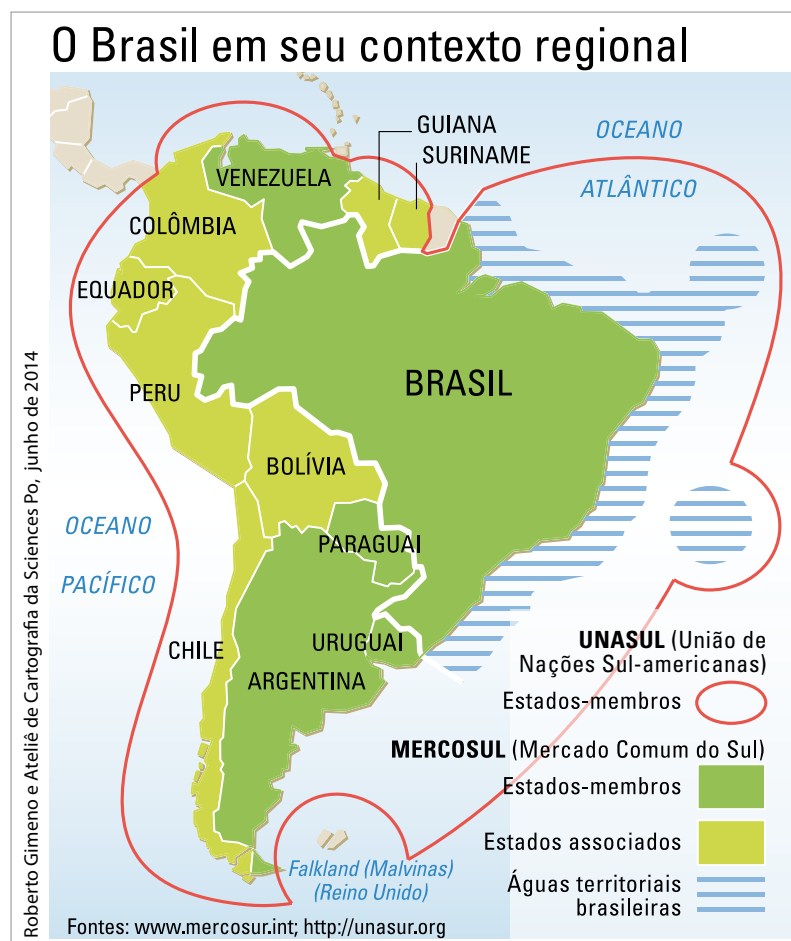 O Brasil em seu contexto regional
GUIANA
SURINAME
OCEANO
ATLÂNTICO
VENEZUELA
COLÔMBIA
EQUADOR
PERU
BRASIL
BOLÍVIA
OCEANO
PACÍFICO
PARAGUAI
CHILE
URUGUAI
ARGENTINA
UNASUL (União de
Nações Sul-americanas)
Estados-membros
MERCOSUL (Mercado Comum do Sul)
Estados-membros
Estados associados
Águas territoriais
brasileiras
Falkland (Malvinas)
(Reino Unido)
Fontes: www.mercosur.int; http://unasur.org
Roberto Gimeno e Ateliê de Cartografia da Sciences Po, junho de 2014